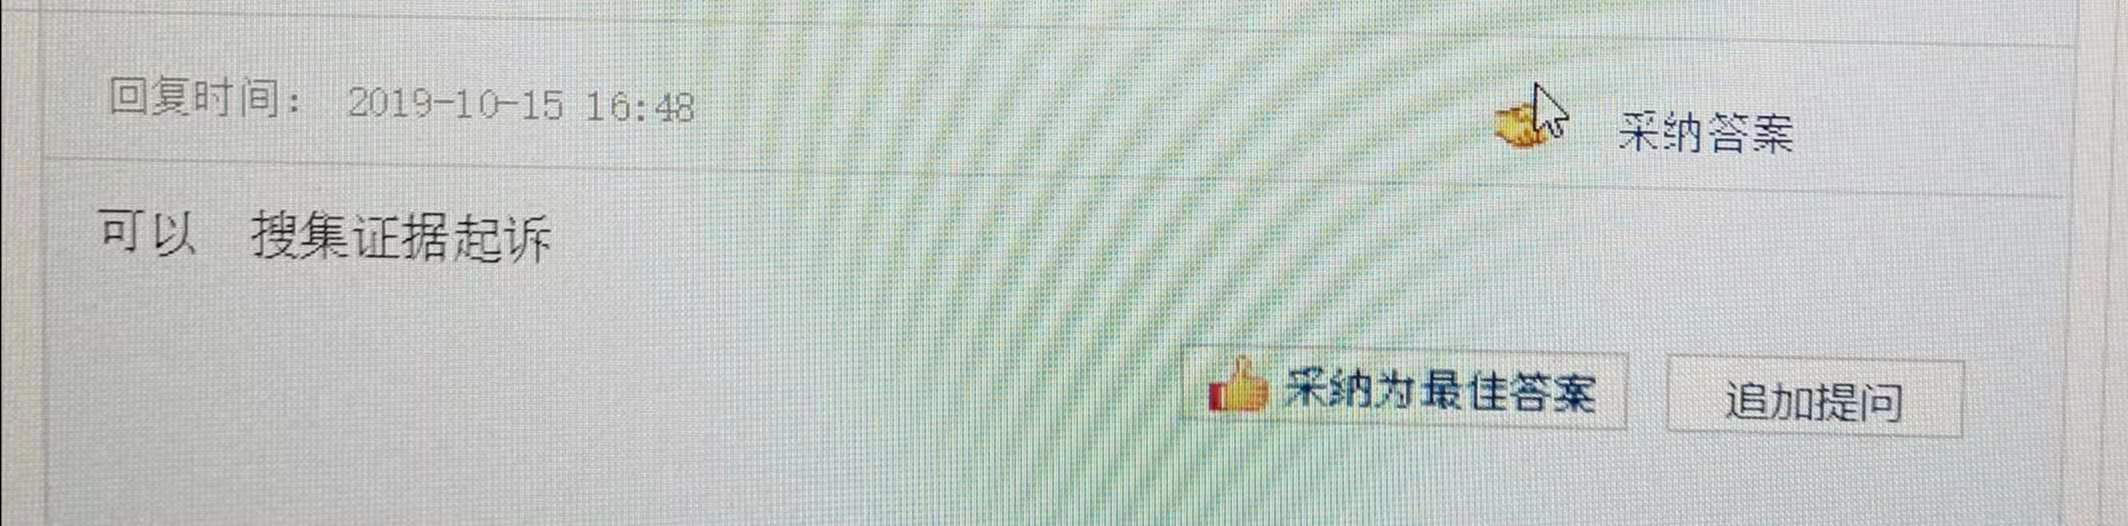 回复时间： 2019-10-15 16:48
采纳答案
可以 搜集证据起诉
采纳为最佳答案
追加提问